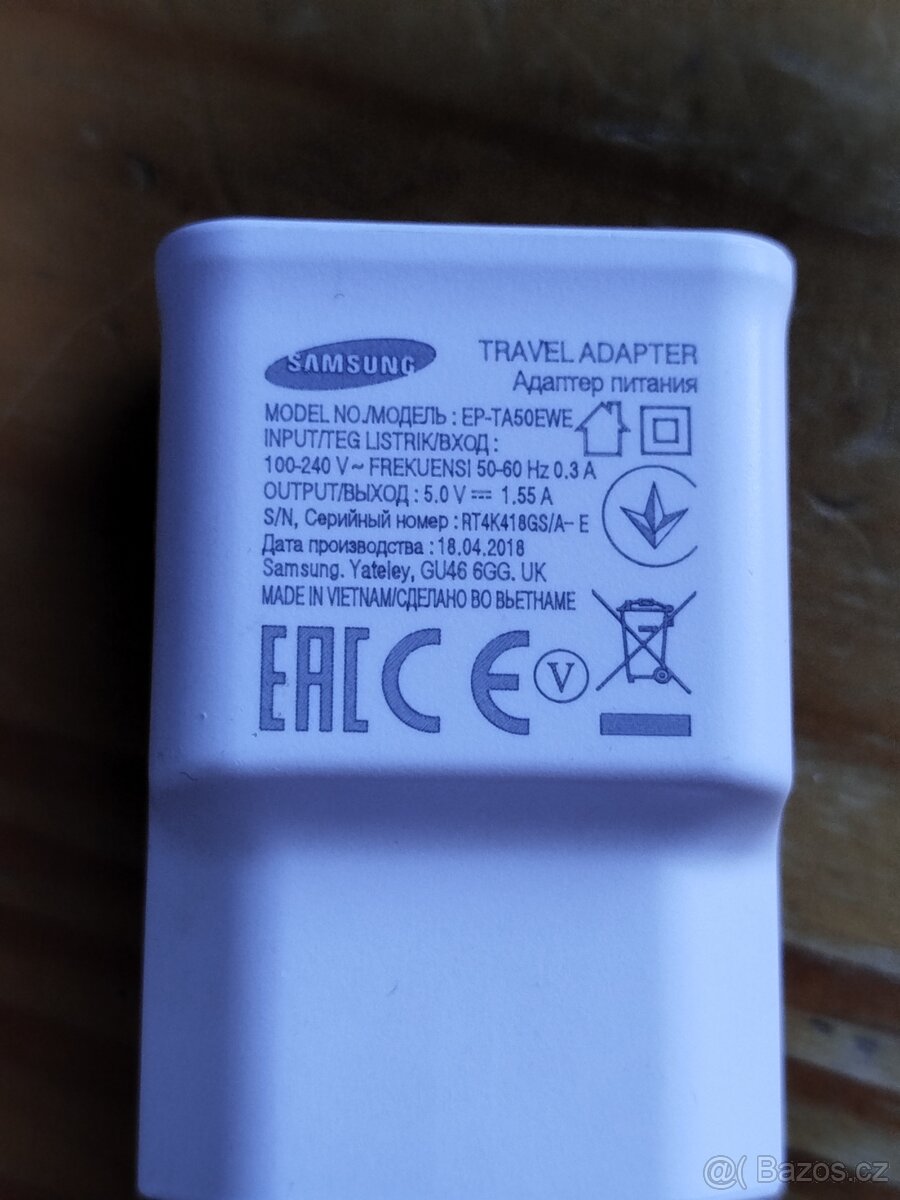 SAMSUNG
TRAVEL ADAPTER
Адаптер питания
MODEL NO./МОДЕЛЬ : EP-TA50EWE
INPUT/TEG LISTRIK/ВХОД :
100-240 V ~ FREKUENSI 50-60 Hz 0.3 A
OUTPUT/ВЫХОД : 5.0 V ⎓ 1.55 A
S/N, Серийный номер : RT4K418GS/A- E
Дата производства : 18.04.2018
Samsung. Yateley, GU46 6GG. UK
MADE IN VIETNAM/СДЕЛАНО ВО ВЬЕТНАМЕ
EAC CE V
@( Bazos.cz